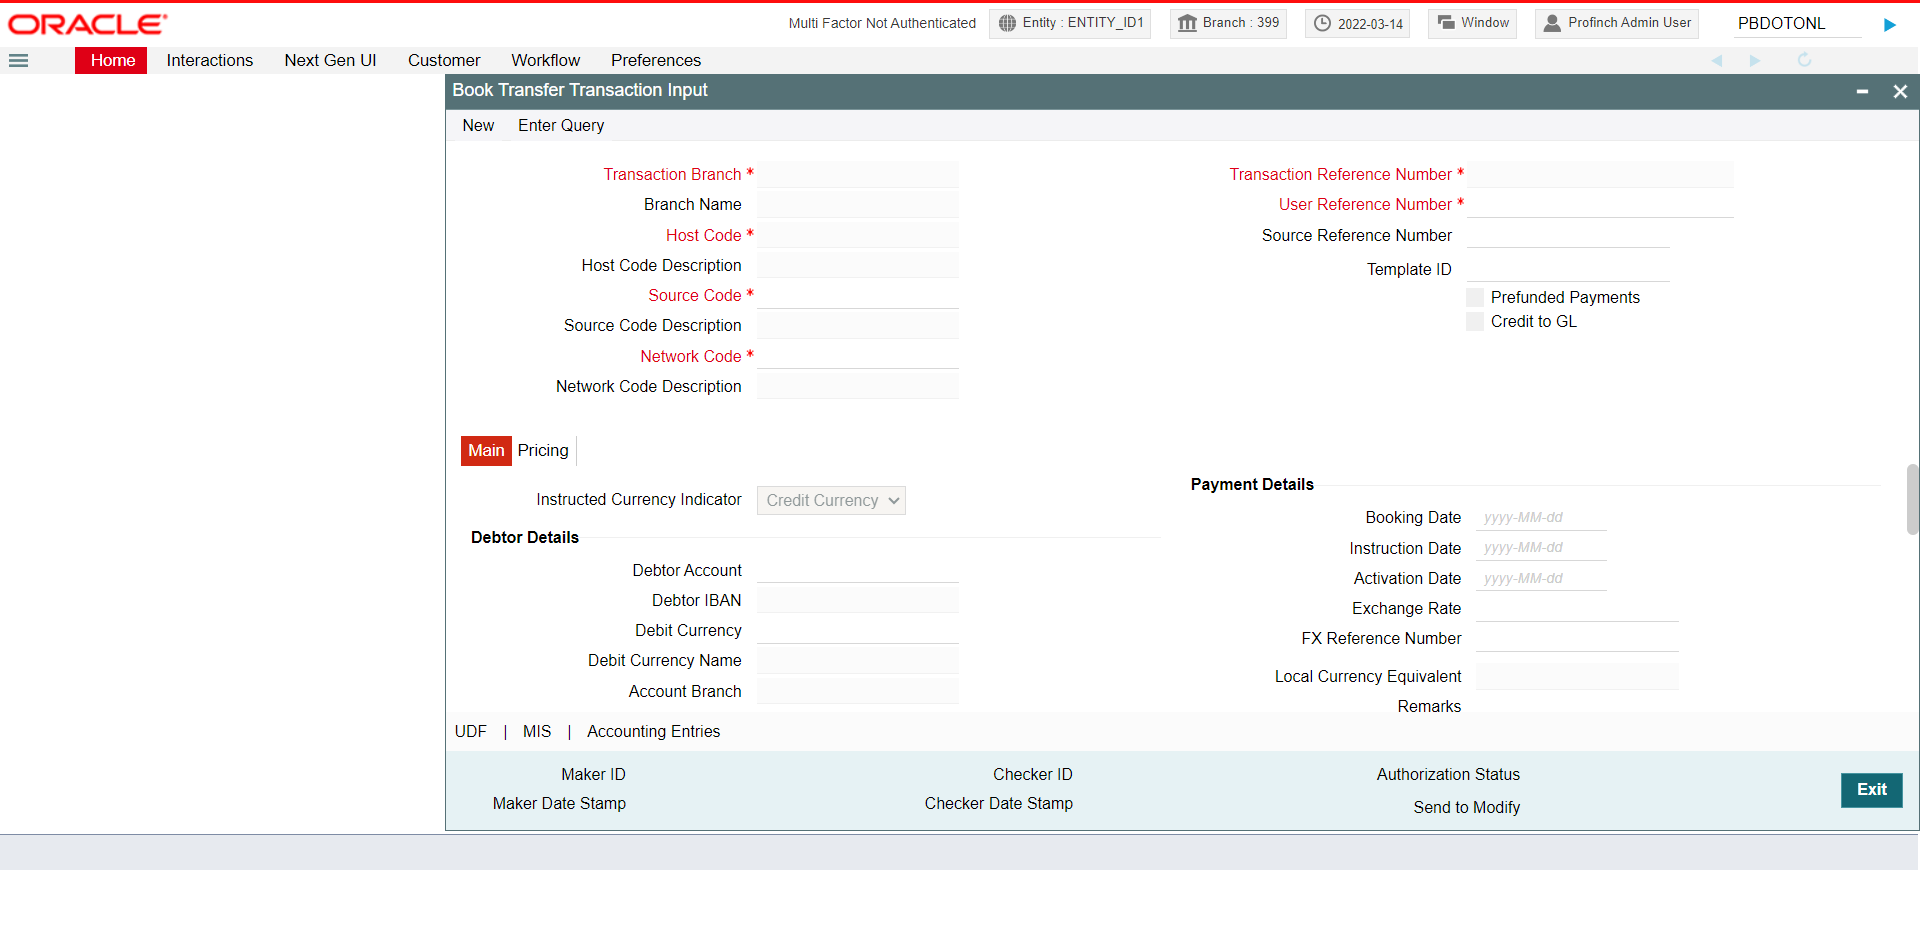 ORACLE
Multi Factor Not Authenticated Entity : ENTITY_ID1 Branch : 399 2022-03-14 Window Profinch Admin User PBDOTONL
Home Interactions Next Gen UI Customer Workflow Preferences
Book Transfer Transaction Input
New Enter Query
Transaction Branch *
Branch Name
Host Code *
Host Code Description
Source Code *
Source Code Description
Network Code *
Network Code Description
Transaction Reference Number *
User Reference Number *
Source Reference Number
Template ID
Prefunded Payments
Credit to GL
Main Pricing
Instructed Currency Indicator Credit Currency
Debtor Details
Debtor Account
Debtor IBAN
Debit Currency
Debit Currency Name
Account Branch
Payment Details
Booking Date yyyy-MM-dd
Instruction Date yyyy-MM-dd
Activation Date yyyy-MM-dd
Exchange Rate
FX Reference Number
Local Currency Equivalent
Remarks
UDF | MIS | Accounting Entries
Maker ID Checker ID Authorization Status
Maker Date Stamp Checker Date Stamp Send to Modify
Exit